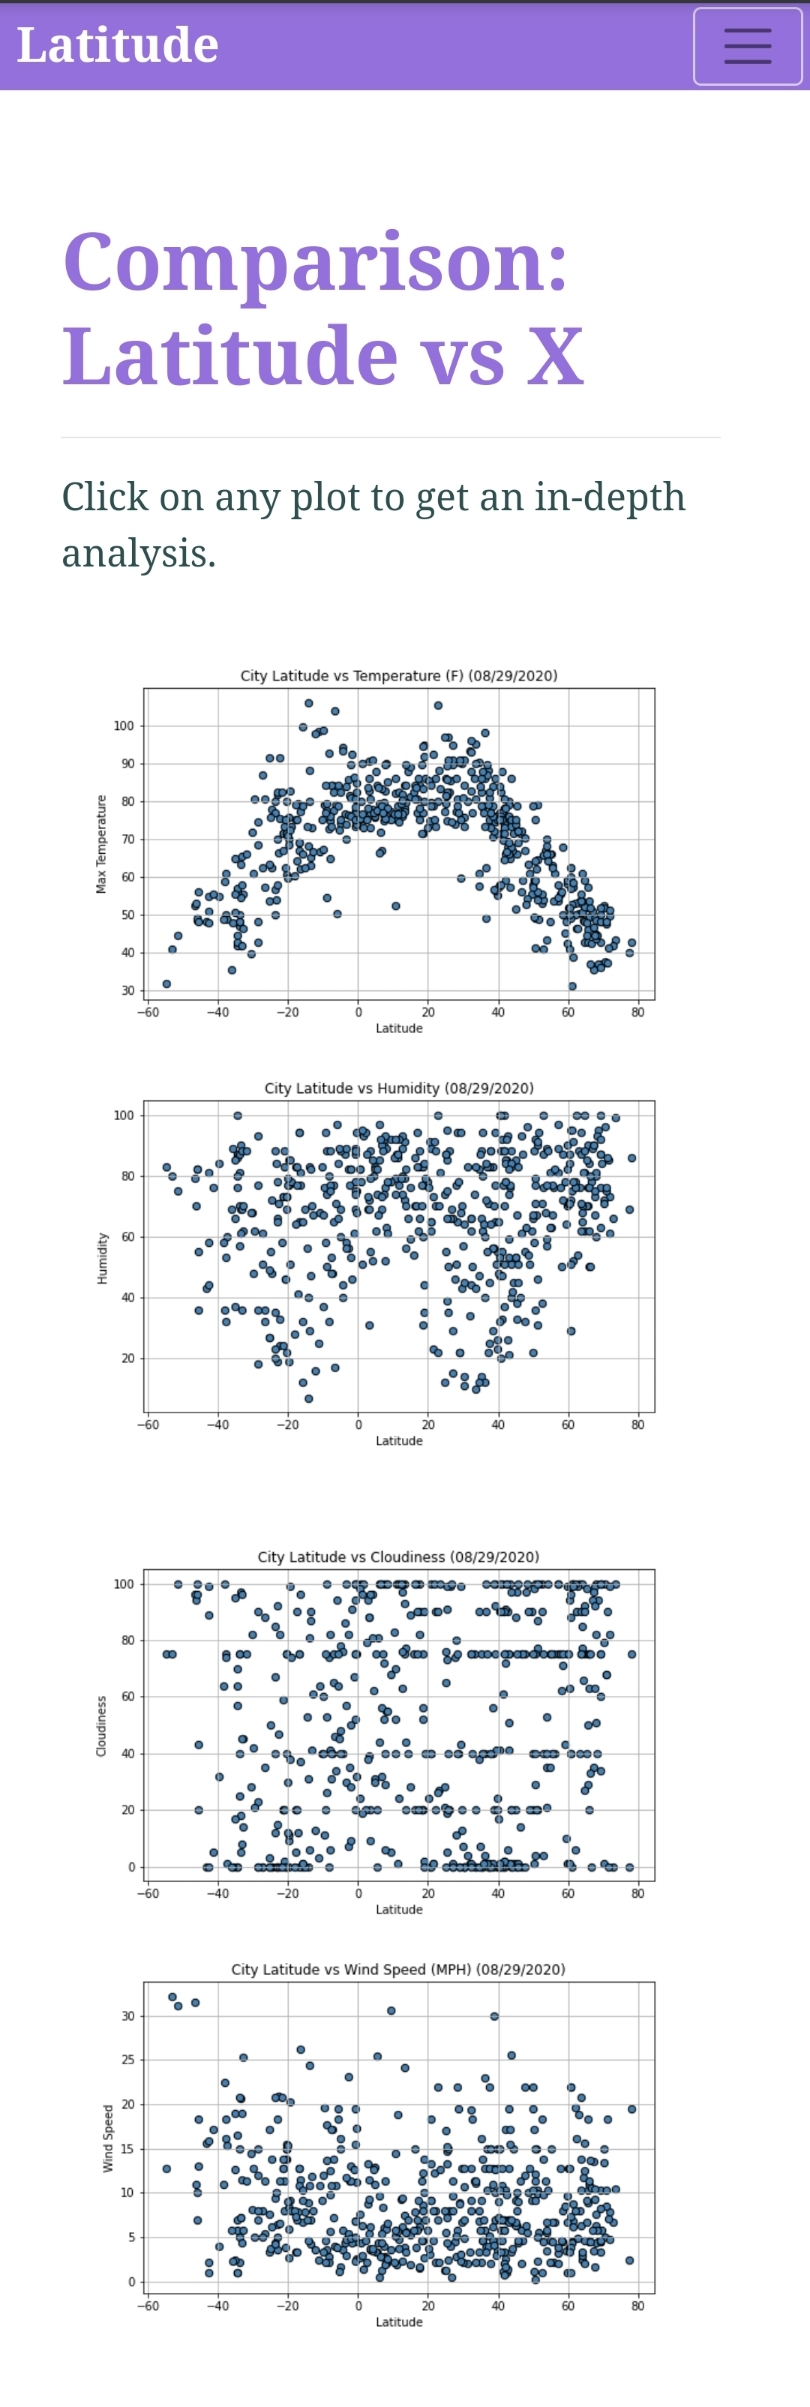 Latitude
Comparison:
Latitude vs X
Click on any plot to get an in-depth
analysis.
City Latitude vs Temperature (F) (08/29/2020)
100
90
80
70
60
50
40
30
Max Temperature
−60 −40 −20 0 20 40 60 80
Latitude
City Latitude vs Humidity (08/29/2020)
100
80
60
40
20
Humidity
−60 −40 −20 0 20 40 60 80
Latitude
City Latitude vs Cloudiness (08/29/2020)
100
80
60
40
20
0
Cloudiness
−60 −40 −20 0 20 40 60 80
Latitude
City Latitude vs Wind Speed (MPH) (08/29/2020)
30
25
20
15
10
5
0
Wind Speed
−60 −40 −20 0 20 40 60 80
Latitude